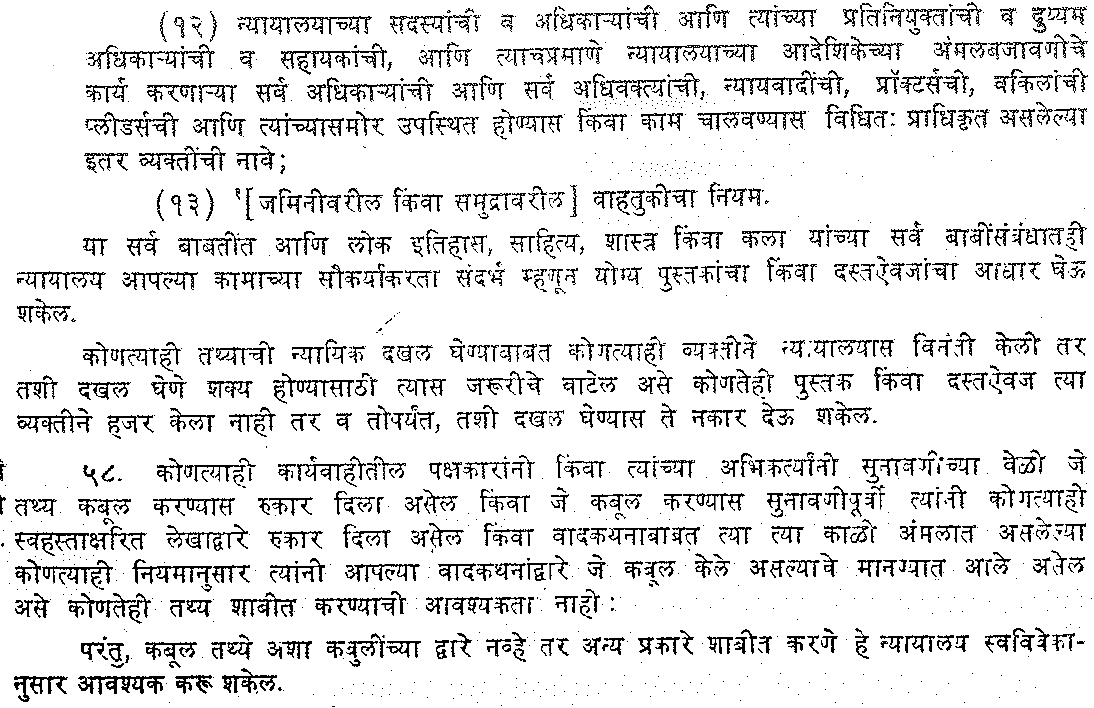 (१२) न्यायालयाच्या सदस्यांची व अधिकाऱ्यांची आणि त्यांच्या प्रतिनियुक्तांची व दुय्यम
अधिकाऱ्यांची व सहायकांची, आणि त्याचप्रमाणे न्यायालयाच्या आदेशिकेच्या अंमलबजावणीचे
कार्य करणाऱ्या सर्व अधिकाऱ्यांची आणि सर्व अधिवक्त्यांची, न्यायवादींची, प्रॉक्टर्सची, वकिलांची
प्लीडर्सची आणि त्यांच्यासमोर उपस्थित होण्यास किंवा काम चालवण्यास विधितः प्राधिकृत असलेल्या
इतर व्यक्तींची नावे;
(१३) १[जमिनीवरील किंवा समुद्रावरील] वाहतुकीचा नियम.
या सर्व बाबतींत आणि लोक इतिहास, साहित्य, शास्त्र किंवा कला यांच्या सर्व बाबींसंबंधातही
न्यायालय आपल्या कामाच्या सौकर्याकरता संदर्भ म्हणून योग्य पुस्तकांचा किंवा दस्तऐवजांचा आधार घेऊ
शकेल.
कोणत्याही तथ्याची न्यायिक दखल घेण्याबाबत कोणत्याही व्यक्तीने न्यायालयास विनंती केली तर
तशी दखल घेणे शक्य होण्यासाठी त्यास जरूरीचे वाटेल असे कोणतेही पुस्तक किंवा दस्तऐवज त्या
व्यक्तीने हजर केला नाही तर व तोपर्यंत, तशी दखल घेण्यास ते नकार देऊ शकेल.
५८. कोणत्याही कार्यवाहीतील पक्षकारांनी किंवा त्यांच्या अभिकर्त्यांनी सुनावणीच्या वेळी जे
तथ्य कबूल करण्यास रुकार दिला असेल किंवा जे कबूल करण्यास सुनावणीपूर्वी त्यांनी कोणत्याही
स्वहस्ताक्षरित लेखाद्वारे रुकार दिला असेल किंवा वादकथनाबाबत त्या त्या काळी अंमलात असलेल्या
कोणत्याही नियमानुसार त्यांनी आपल्या वादकथनांद्वारे जे कबूल केले असल्याचे मानण्यात आले असेल
असे कोणतेही तथ्य शाबीत करण्याची आवश्यकता नाही :
परंतु, कबूल तथ्ये अशा कबुलींच्या द्वारे नव्हे तर अन्य प्रकारे शाबीत करणे हे न्यायालय स्वविवेका-
नुसार आवश्यक करू शकेल.